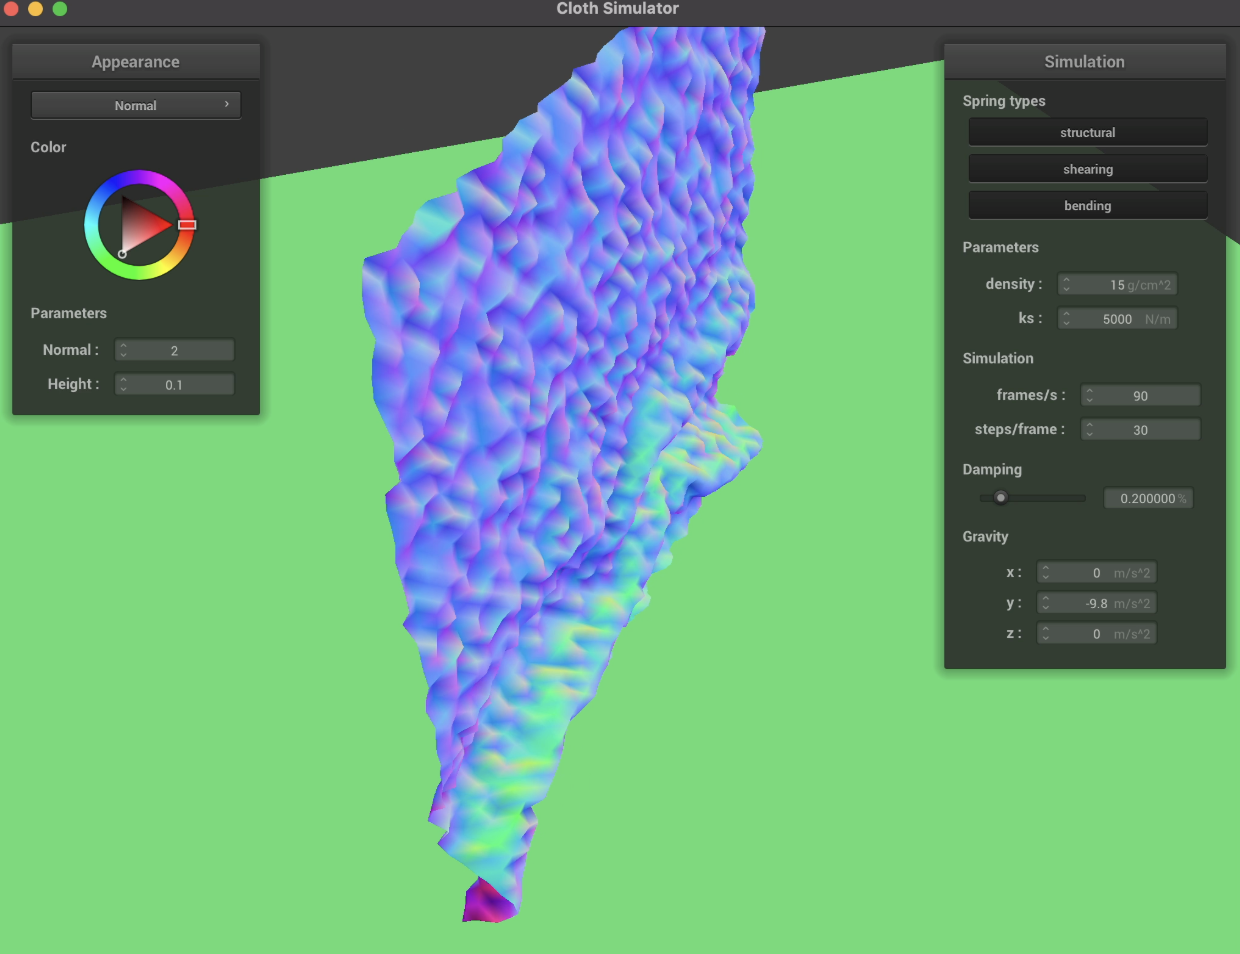 Cloth Simulator
Appearance
Normal
Color
Parameters
Normal : 2
Height : 0.1
Simulation
Spring types
structural
shearing
bending
Parameters
density : 15 g/cm^2
ks : 5000 N/m
Simulation
frames/s : 90
steps/frame : 30
Damping
0.200000 %
Gravity
x : 0 m/s^2
y : -9.8 m/s^2
z : 0 m/s^2